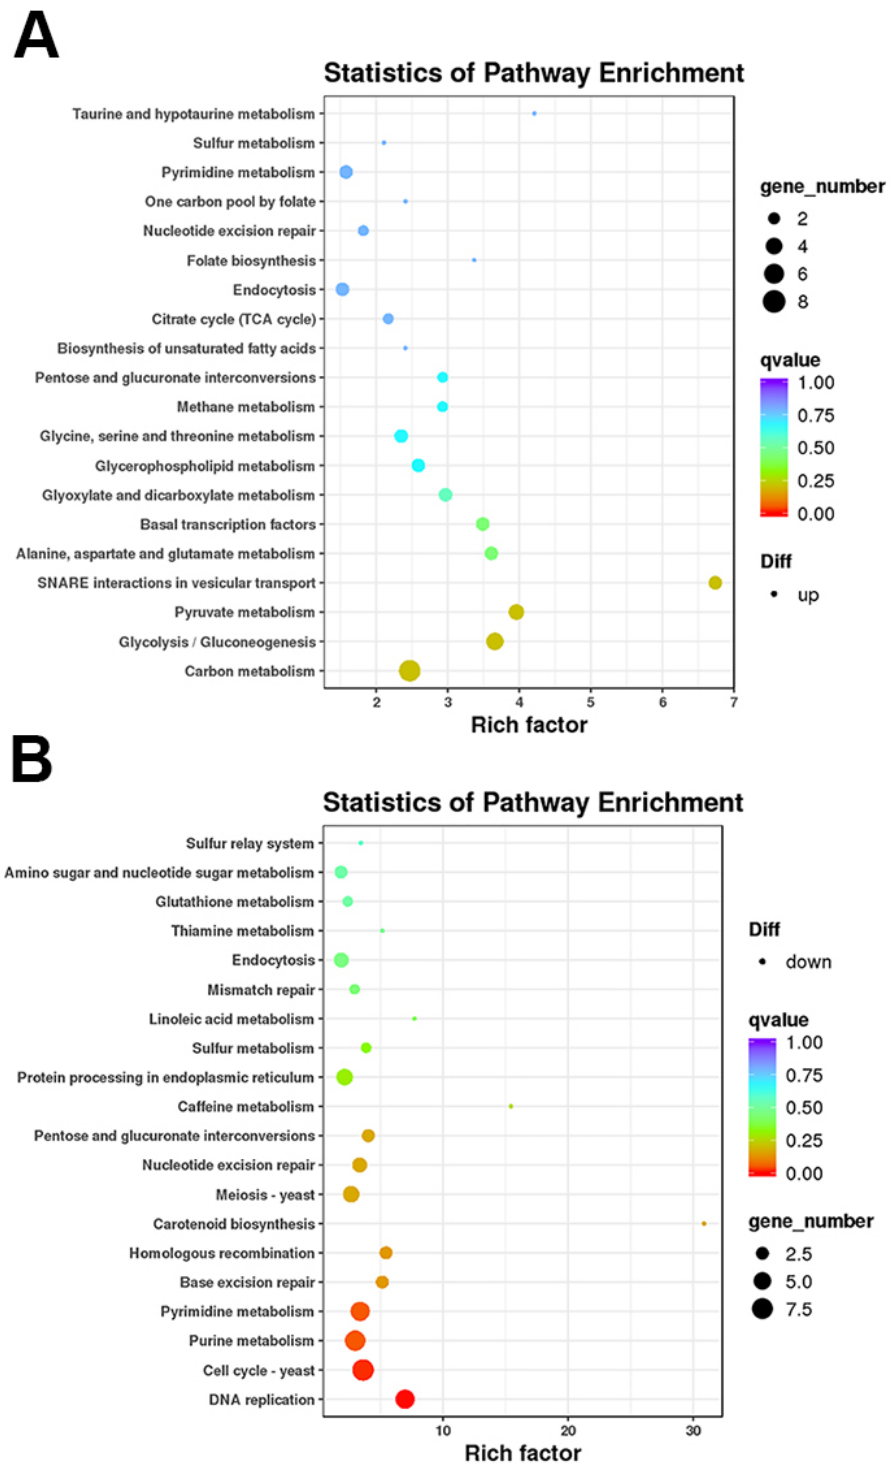 A
Statistics of Pathway Enrichment
Taurine and hypotaurine metabolism
Sulfur metabolism
Pyrimidine metabolism
One carbon pool by folate
Nucleotide excision repair
Folate biosynthesis
Endocytosis
Citrate cycle (TCA cycle)
Biosynthesis of unsaturated fatty acids
Pentose and glucuronate interconversions
Methane metabolism
Glycine, serine and threonine metabolism
Glycerophospholipid metabolism
Glyoxylate and dicarboxylate metabolism
Basal transcription factors
Alanine, aspartate and glutamate metabolism
SNARE interactions in vesicular transport
Pyruvate metabolism
Glycolysis / Gluconeogenesis
Carbon metabolism
2 3 4 5 6 7
Rich factor
gene_number
2
4
6
8
qvalue
1.00
0.75
0.50
0.25
0.00
Diff
up
B
Statistics of Pathway Enrichment
Sulfur relay system
Amino sugar and nucleotide sugar metabolism
Glutathione metabolism
Thiamine metabolism
Endocytosis
Mismatch repair
Linoleic acid metabolism
Sulfur metabolism
Protein processing in endoplasmic reticulum
Caffeine metabolism
Pentose and glucuronate interconversions
Nucleotide excision repair
Meiosis - yeast
Carotenoid biosynthesis
Homologous recombination
Base excision repair
Pyrimidine metabolism
Purine metabolism
Cell cycle - yeast
DNA replication
10 20 30
Rich factor
Diff
down
qvalue
1.00
0.75
0.50
0.25
0.00
gene_number
2.5
5.0
7.5